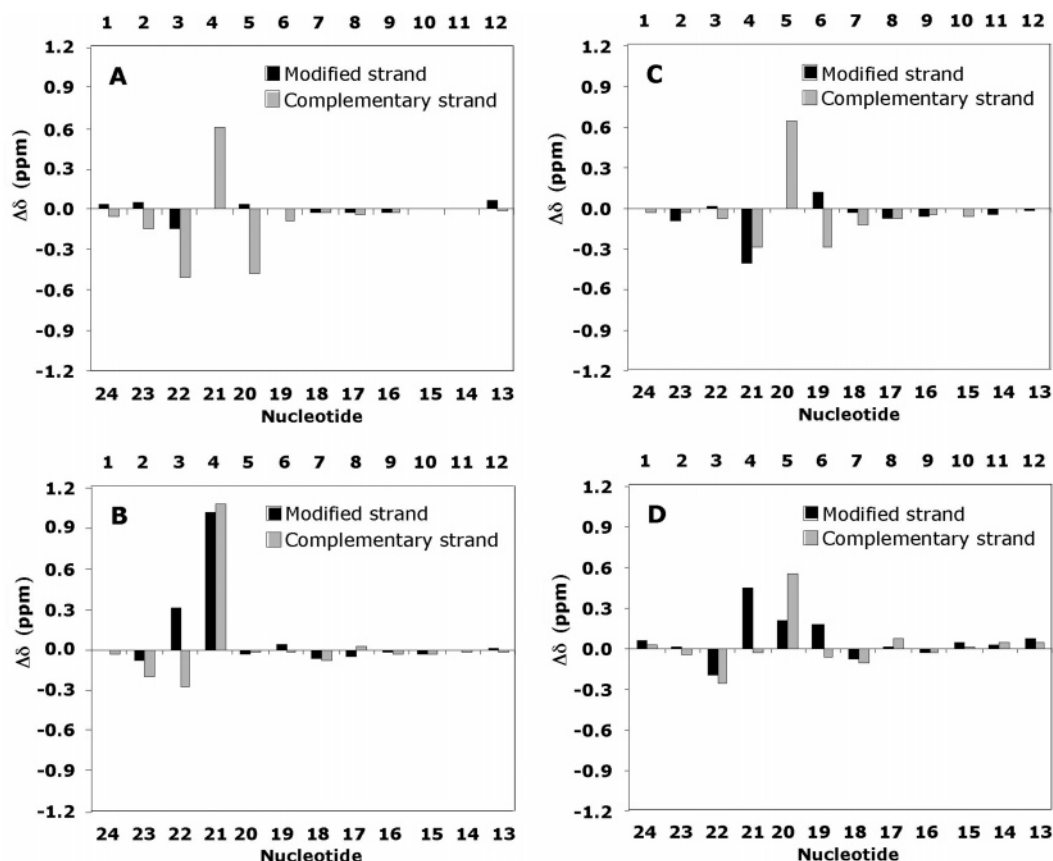 1 2 3 4 5 6 7 8 9 10 11 12
A
Modified strand
Complementary strand
Δδ (ppm)
1.2
0.9
0.6
0.3
0.0
-0.3
-0.6
-0.9
-1.2
24 23 22 21 20 19 18 17 16 15 14 13
Nucleotide
1 2 3 4 5 6 7 8 9 10 11 12
C
Modified strand
Complementary strand
Δδ (ppm)
1.2
0.9
0.6
0.3
0.0
-0.3
-0.6
-0.9
-1.2
24 23 22 21 20 19 18 17 16 15 14 13
Nucleotide
1 2 3 4 5 6 7 8 9 10 11 12
B
Modified strand
Complementary strand
Δδ (ppm)
1.2
0.9
0.6
0.3
0.0
-0.3
-0.6
-0.9
-1.2
24 23 22 21 20 19 18 17 16 15 14 13
Nucleotide
1 2 3 4 5 6 7 8 9 10 11 12
D
Modified strand
Complementary strand
Δδ (ppm)
1.2
0.9
0.6
0.3
0.0
-0.3
-0.6
-0.9
-1.2
24 23 22 21 20 19 18 17 16 15 14 13
Nucleotide